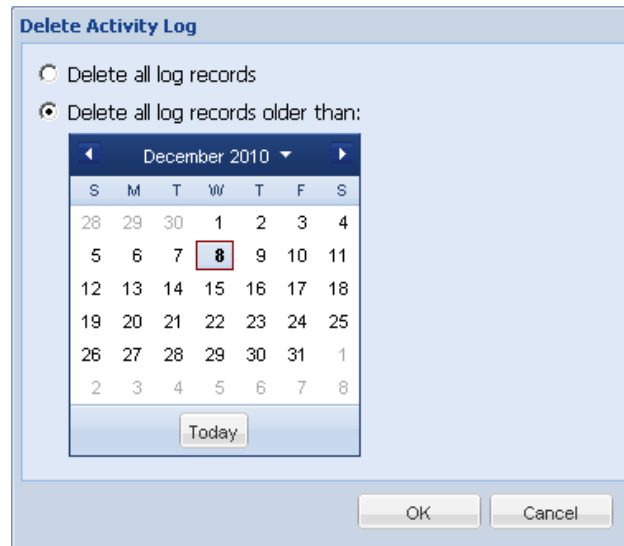 Delete Activity Log
Delete all log records
Delete all log records older than:
December 2010
S M T W T F S
28 29 30 1 2 3 4
5 6 7 8 9 10 11
12 13 14 15 16 17 18
19 20 21 22 23 24 25
26 27 28 29 30 31 1
2 3 4 5 6 7 8
Today
OK Cancel